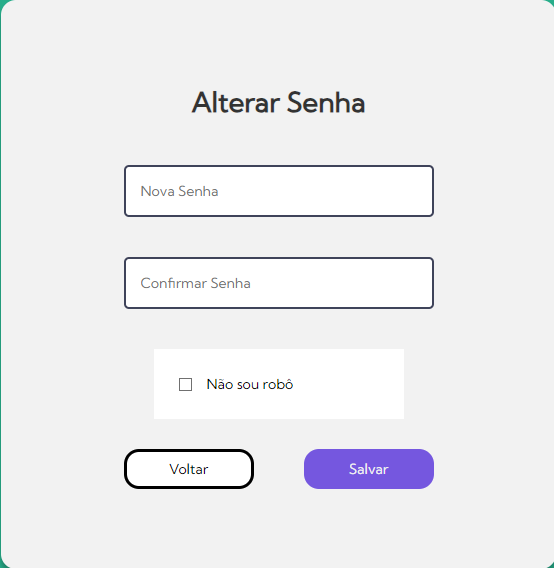 Alterar Senha
Nova Senha
Confirmar Senha
Não sou robô
Voltar
Salvar